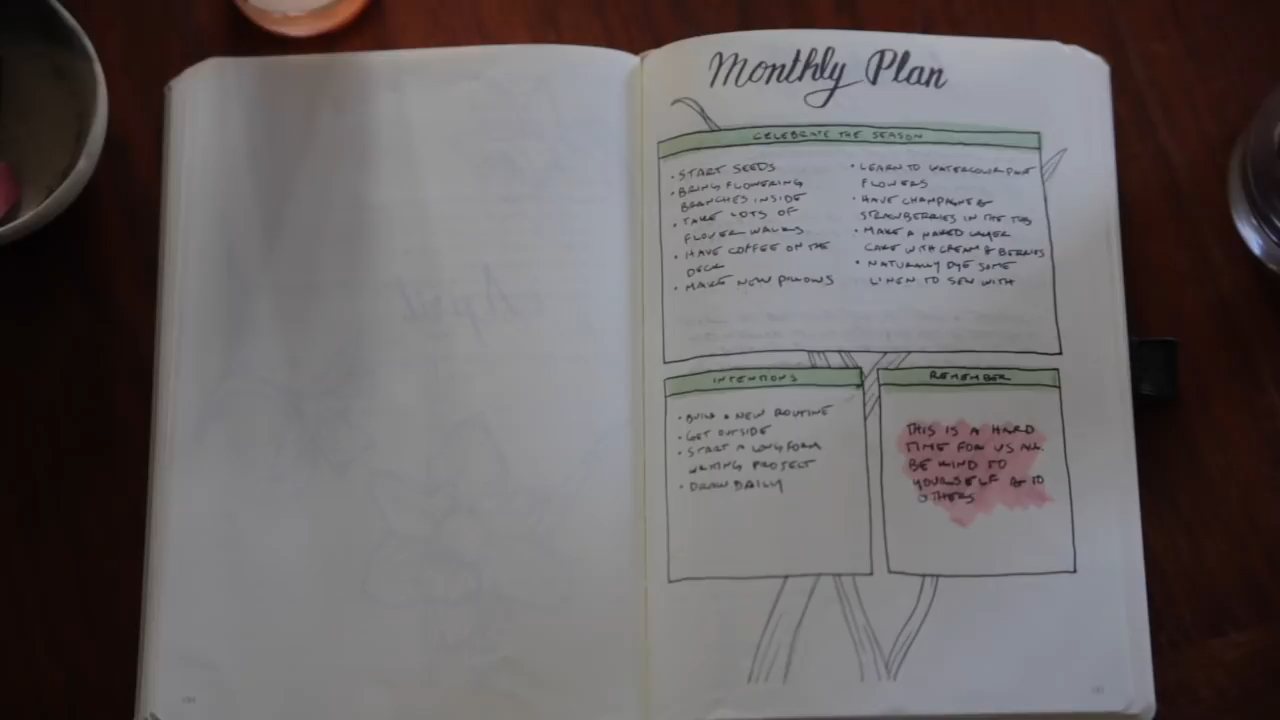 Monthly Plan
CELEBRATE THE SEASON
• START SEEDS
• BRING FLOWERING
BRANCHES INSIDE
• TAKE LOTS OF
FLOWER WALKS
• HAVE COFFEE ON THE
DECK
• MAKE NEW PILLOWS
• LEARN TO WATERCOLOUR
FLOWERS
• HAVE CHAMPAGNE &
STRAWBERRIES IN THE TUB
• MAKE A NAKED LAYER
CAKE WITH CREAM & BERRIES
• NATURALLY DYE SOME
LINEN TO SEW WITH
INTENTIONS
• BUILD A NEW ROUTINE
• GET OUTSIDE
• START A LONGFORM
WRITING PROJECT
• DRAW DAILY
REMEMBER
THIS IS A HARD
TIME FOR US ALL.
BE KIND TO
YOURSELF & TO
OTHERS
April